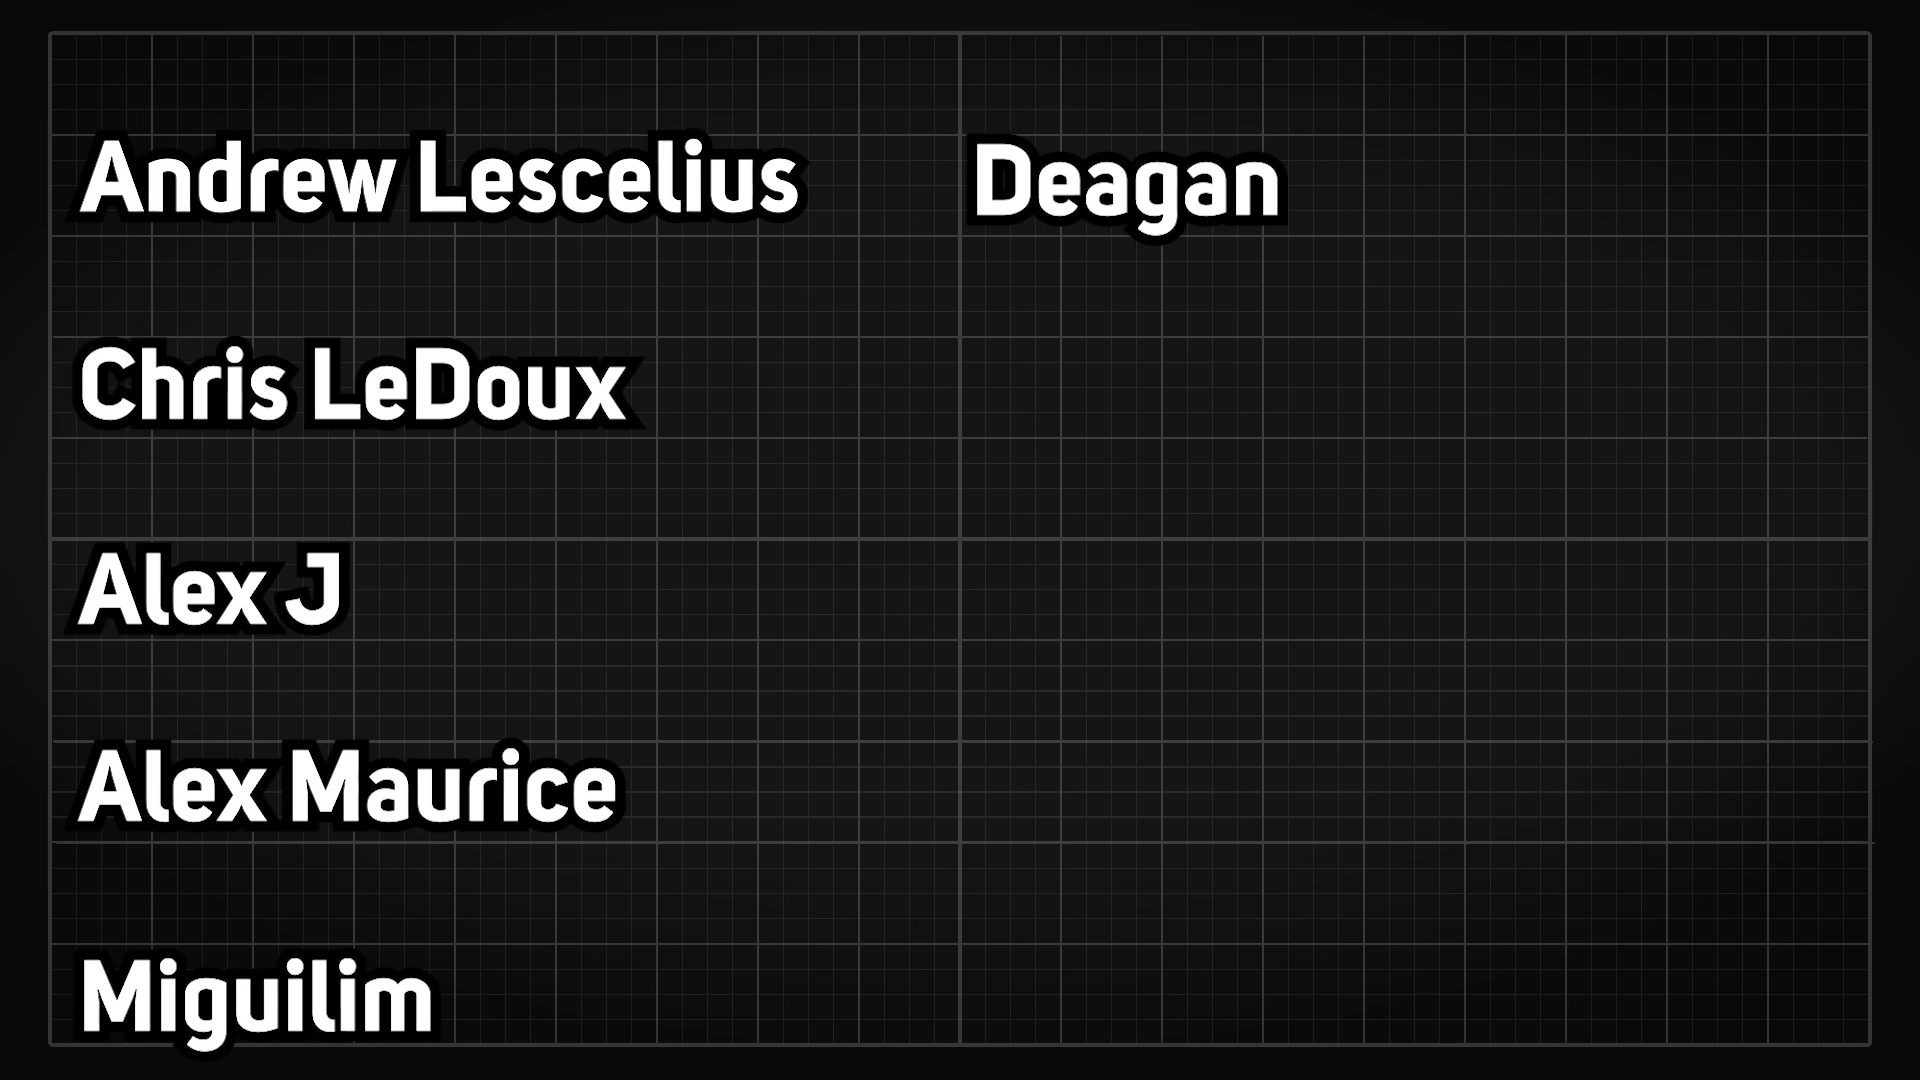 Andrew Lescelius
Chris LeDoux
Alex J
Alex Maurice
Miguilim
Deagan